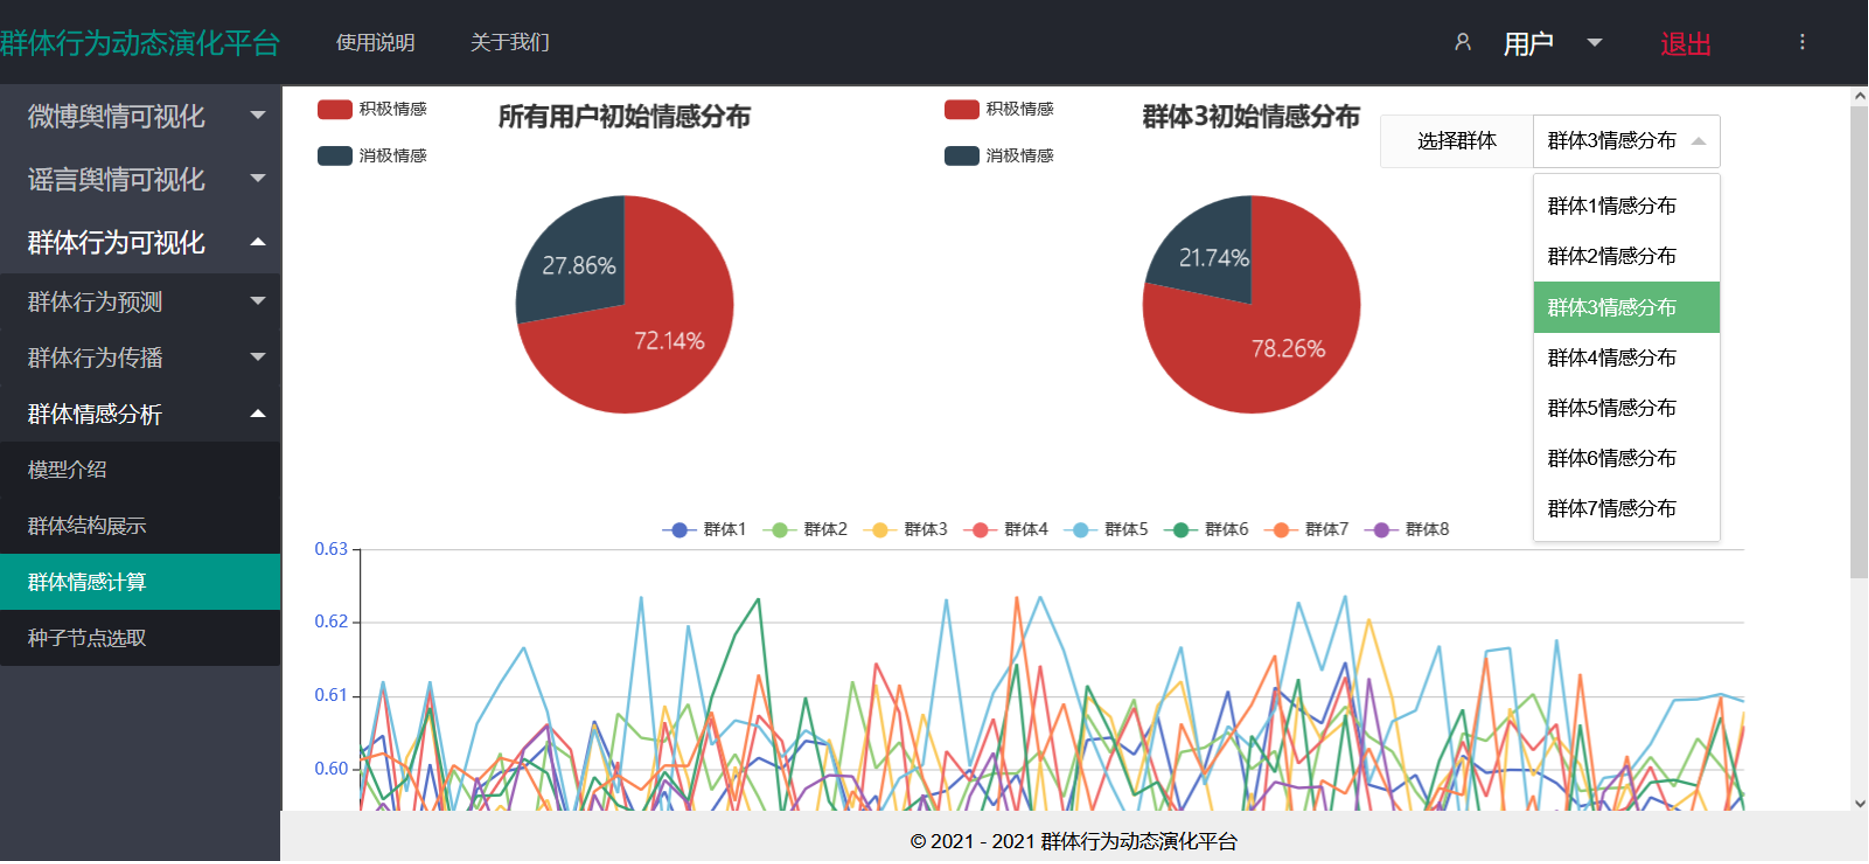 群体行为动态演化平台
使用说明
关于我们
用户
退出
微博舆情可视化
谣言舆情可视化
群体行为可视化
群体行为预测
群体行为传播
群体情感分析
模型介绍
群体结构展示
群体情感计算
种子节点选取
积极情感
消极情感
所有用户初始情感分布
27.86%
72.14%
积极情感
消极情感
群体3初始情感分布
21.74%
78.26%
选择群体
群体3情感分布
群体1情感分布
群体2情感分布
群体3情感分布
群体4情感分布
群体5情感分布
群体6情感分布
群体7情感分布
群体1 群体2 群体3 群体4 群体5 群体6 群体7 群体8
0.63
0.62
0.61
0.60
© 2021 - 2021 群体行为动态演化平台